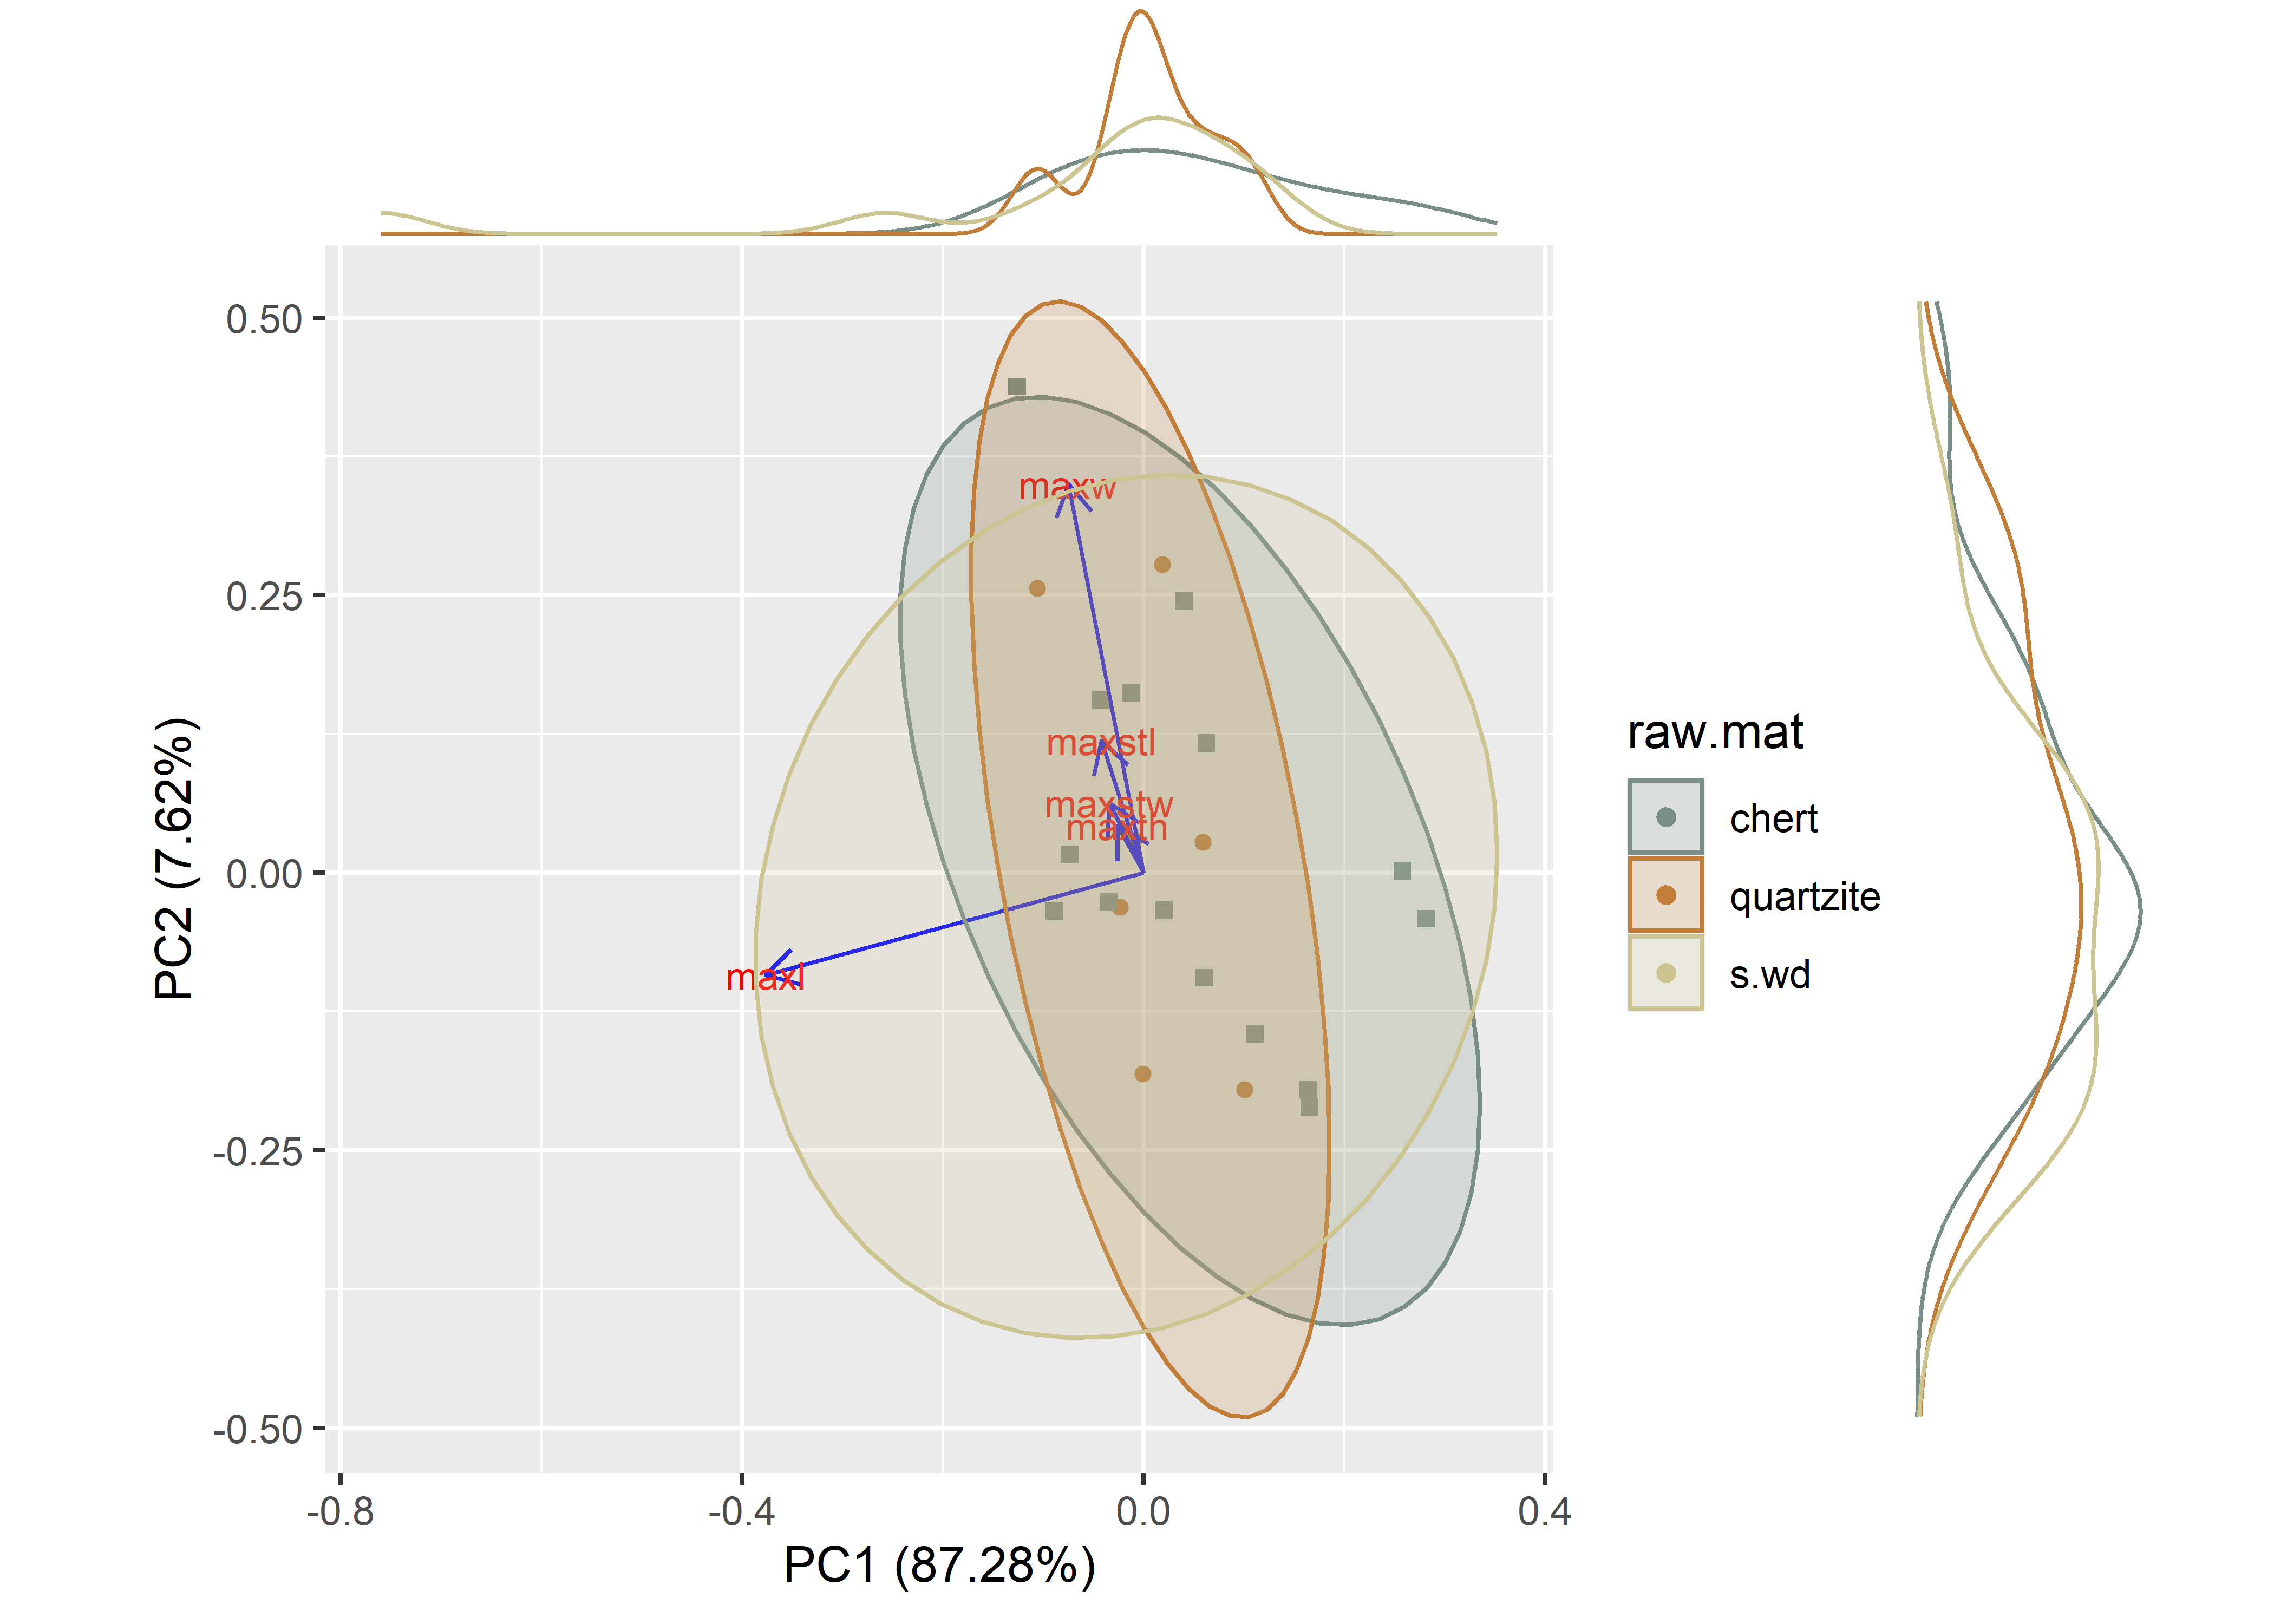 0.50
0.25
0.00
-0.25
-0.50
PC2 (7.62%)
maxw
maxstl
maxstw
maxth
maxl
-0.8
-0.4
0.0
0.4
PC1 (87.28%)
raw.mat
chert
quartzite
s.wd